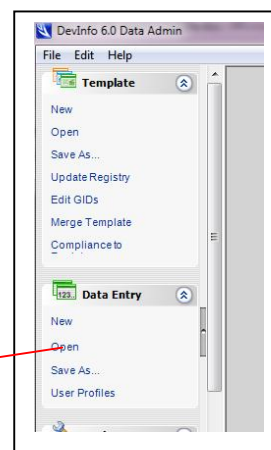 DevInfo 6.0 Data Admin
File Edit Help
Template
New
Open
Save As...
Update Registry
Edit GIDs
Merge Template
Compliance to
123 Data Entry
New
Open
Save As...
User Profiles